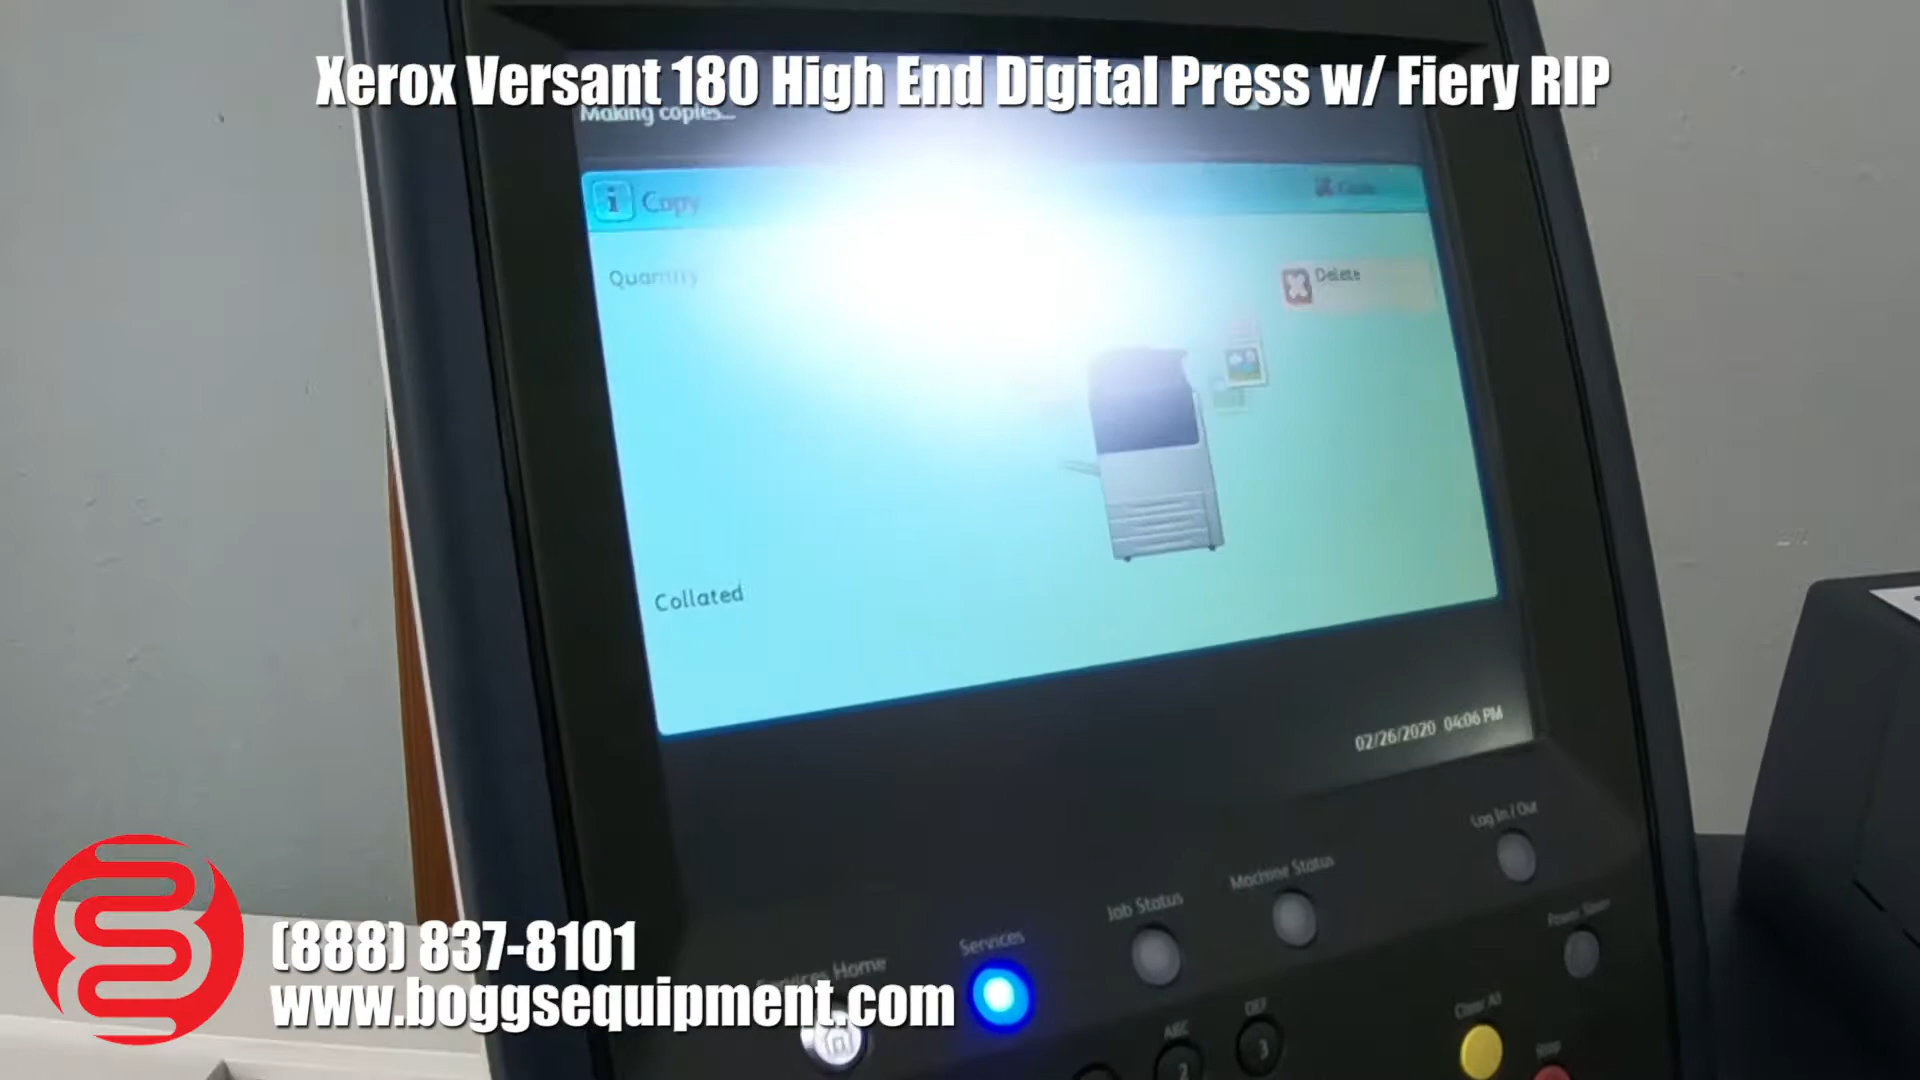 Xerox Versant 180 High End Digital Press w/ Fiery RIP
Making copies...
i Copy
Close
Quantity
Delete
Collated
02/26/2020 04:06 PM
Log In / Out
Machine Status
Job Status
Services
Services Home
Power Saver
Clear All
ABC
DEF
2
3
(888) 837-8101
www.boggsequipment.com